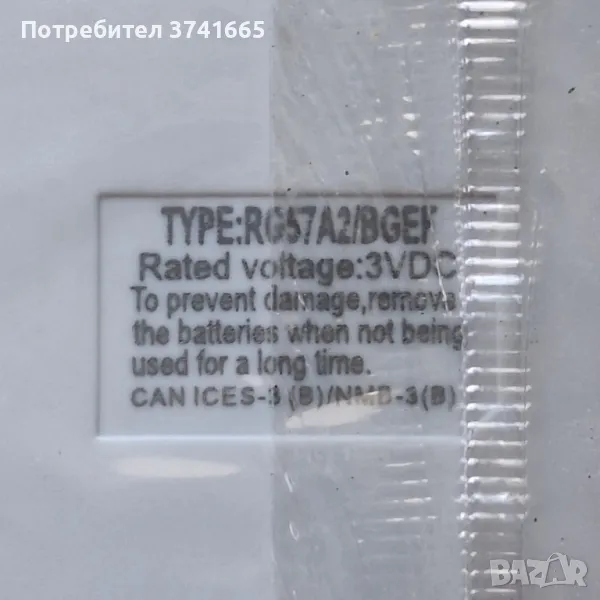 Потребител 3741665
TYPE:RG57A2/BGEF
Rated voltage:3VDC
To prevent damage,remove
the batteries when not being
used for a long time.
CAN ICES-3 (B)/NMB-3(B)
BAZAR